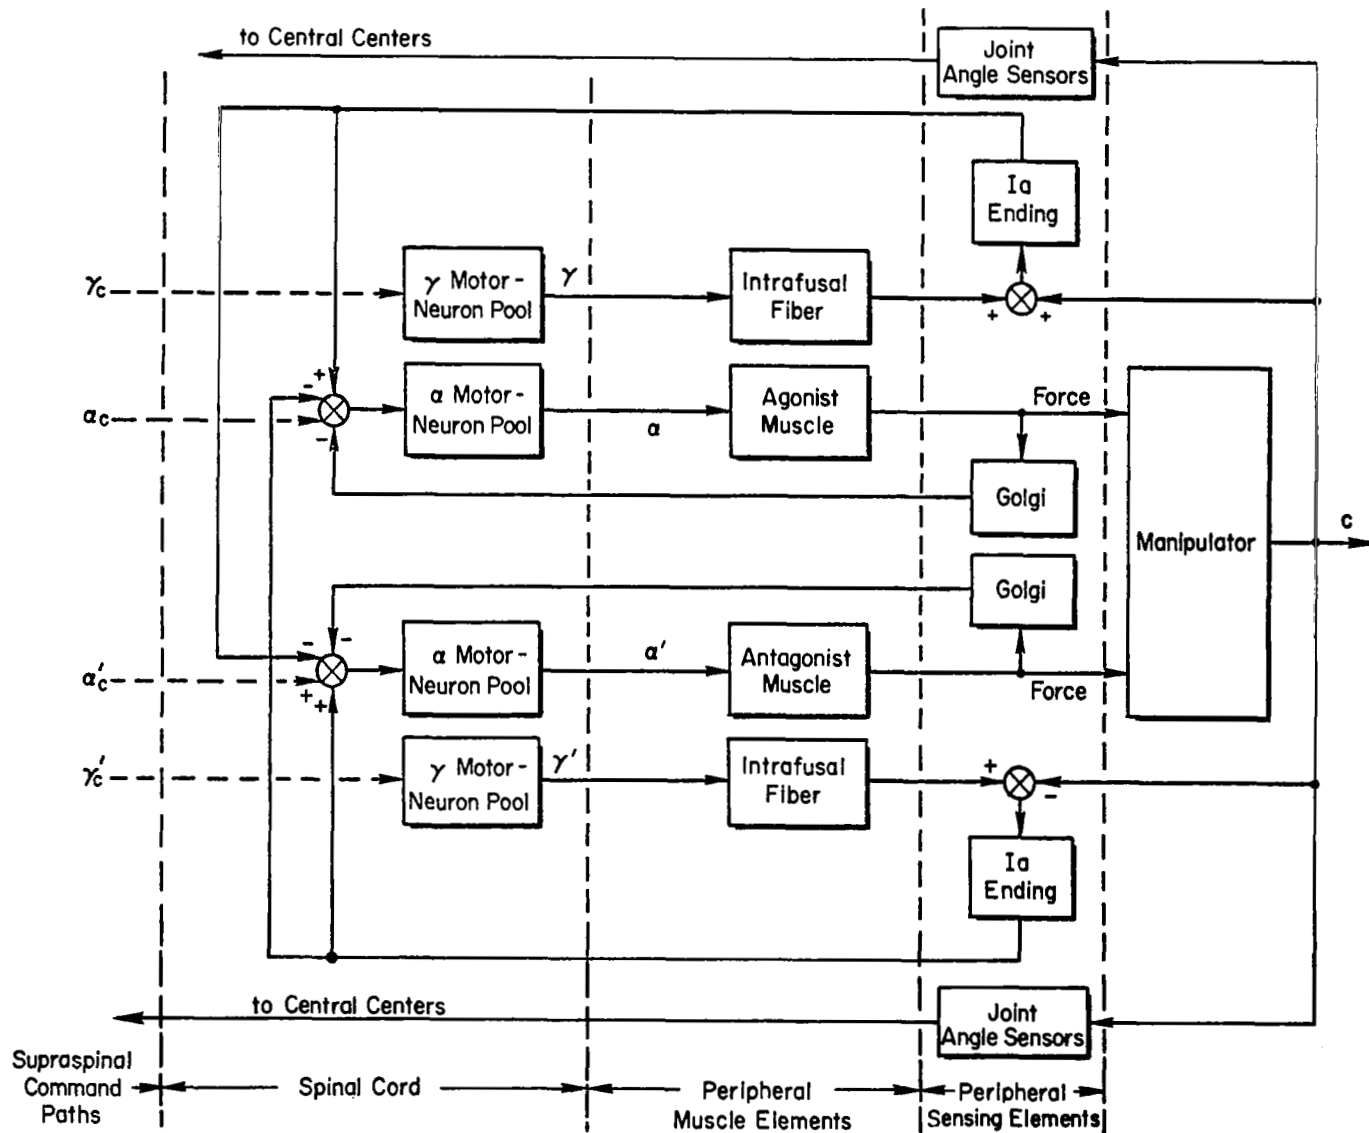 to Central Centers
Joint
Angle Sensors
Ia
Ending
γc
γ Motor-
Neuron Pool
γ
Intrafusal
Fiber
+ +
- +
αc
-
α Motor-
Neuron Pool
α
Agonist
Muscle
Force
Golgi
Manipulator
c
Golgi
- -
αc'
+ +
α Motor-
Neuron Pool
α'
Antagonist
Muscle
Force
γc'
γ Motor-
Neuron Pool
γ'
Intrafusal
Fiber
+ -
Ia
Ending
to Central Centers
Joint
Angle Sensors
Supraspinal
Command
Paths
Spinal Cord
Peripheral
Muscle Elements
Peripheral
Sensing Elements